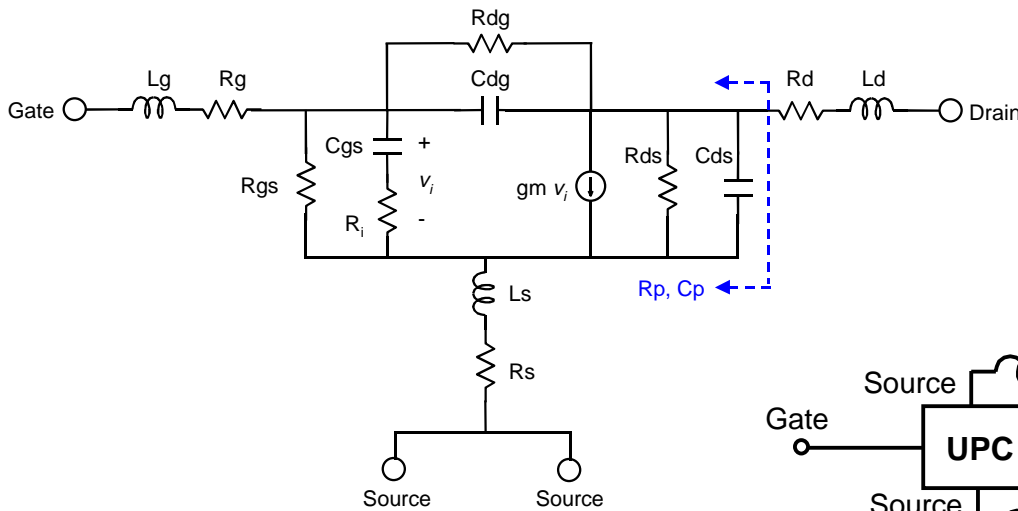 Rdg
Lg Rg Cdg Rd Ld
Gate Drain
Cgs + Rds Cds
Rgs vi gm vi
Ri -
Ls Rp, Cp
Rs
Source
Gate
UPC
Source Source Source